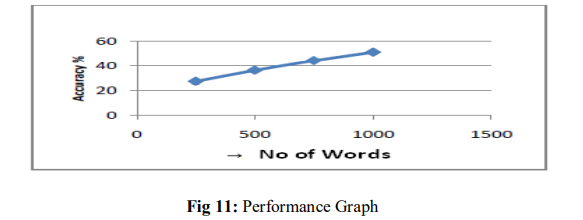 60
40
20
0
Accuracy %
0 500 1000 1500
→ No of Words
Fig 11: Performance Graph